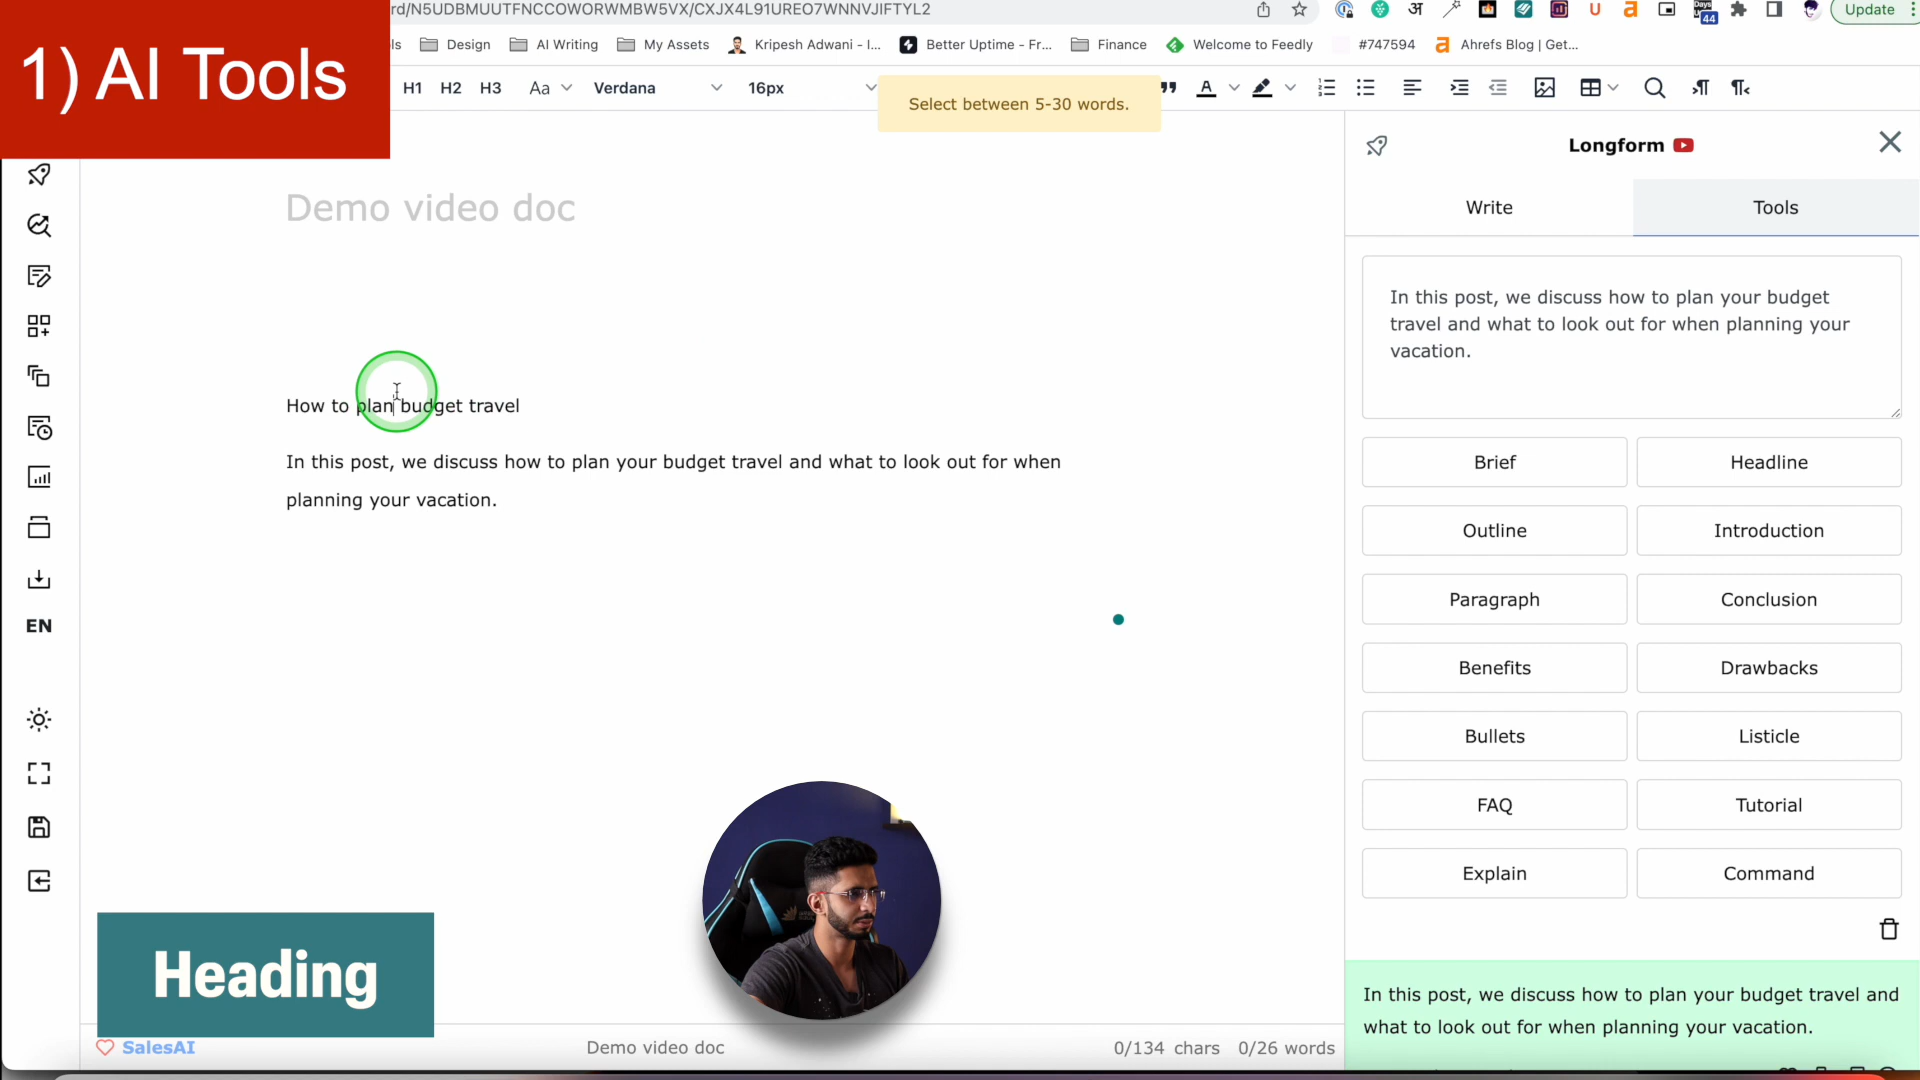 1) AI Tools
rd/N5UDBMUUTFNCCOWORWMBW5VX/CXJX4L91UREO7WNNVJIFTYL2
Update
44
Design
AI Writing
My Assets
Kripesh Adwani - I...
Better Uptime - Fr...
Finance
Welcome to Feedly
#747594
Ahrefs Blog | Get...
H1 H2 H3 Aa Verdana 16px
Select between 5-30 words.
Demo video doc
How to plan budget travel
In this post, we discuss how to plan your budget travel and what to look out for when
planning your vacation.
EN
Longform
Write
Tools
In this post, we discuss how to plan your budget
travel and what to look out for when planning your
vacation.
Brief
Headline
Outline
Introduction
Paragraph
Conclusion
Benefits
Drawbacks
Bullets
Listicle
FAQ
Tutorial
Explain
Command
In this post, we discuss how to plan your budget travel and
what to look out for when planning your vacation.
Heading
SalesAI
Demo video doc
0/134 chars 0/26 words